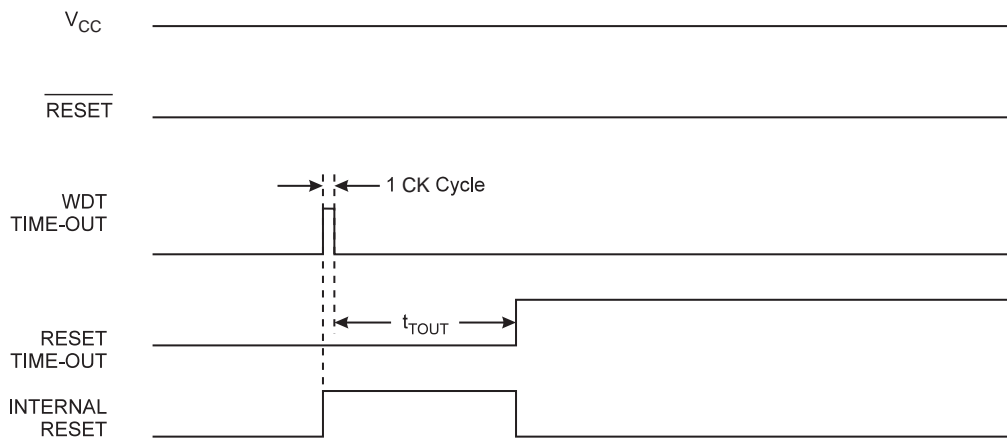 VCC
RESET
1 CK Cycle
WDT
TIME-OUT
tTOUT
RESET
TIME-OUT
INTERNAL
RESET